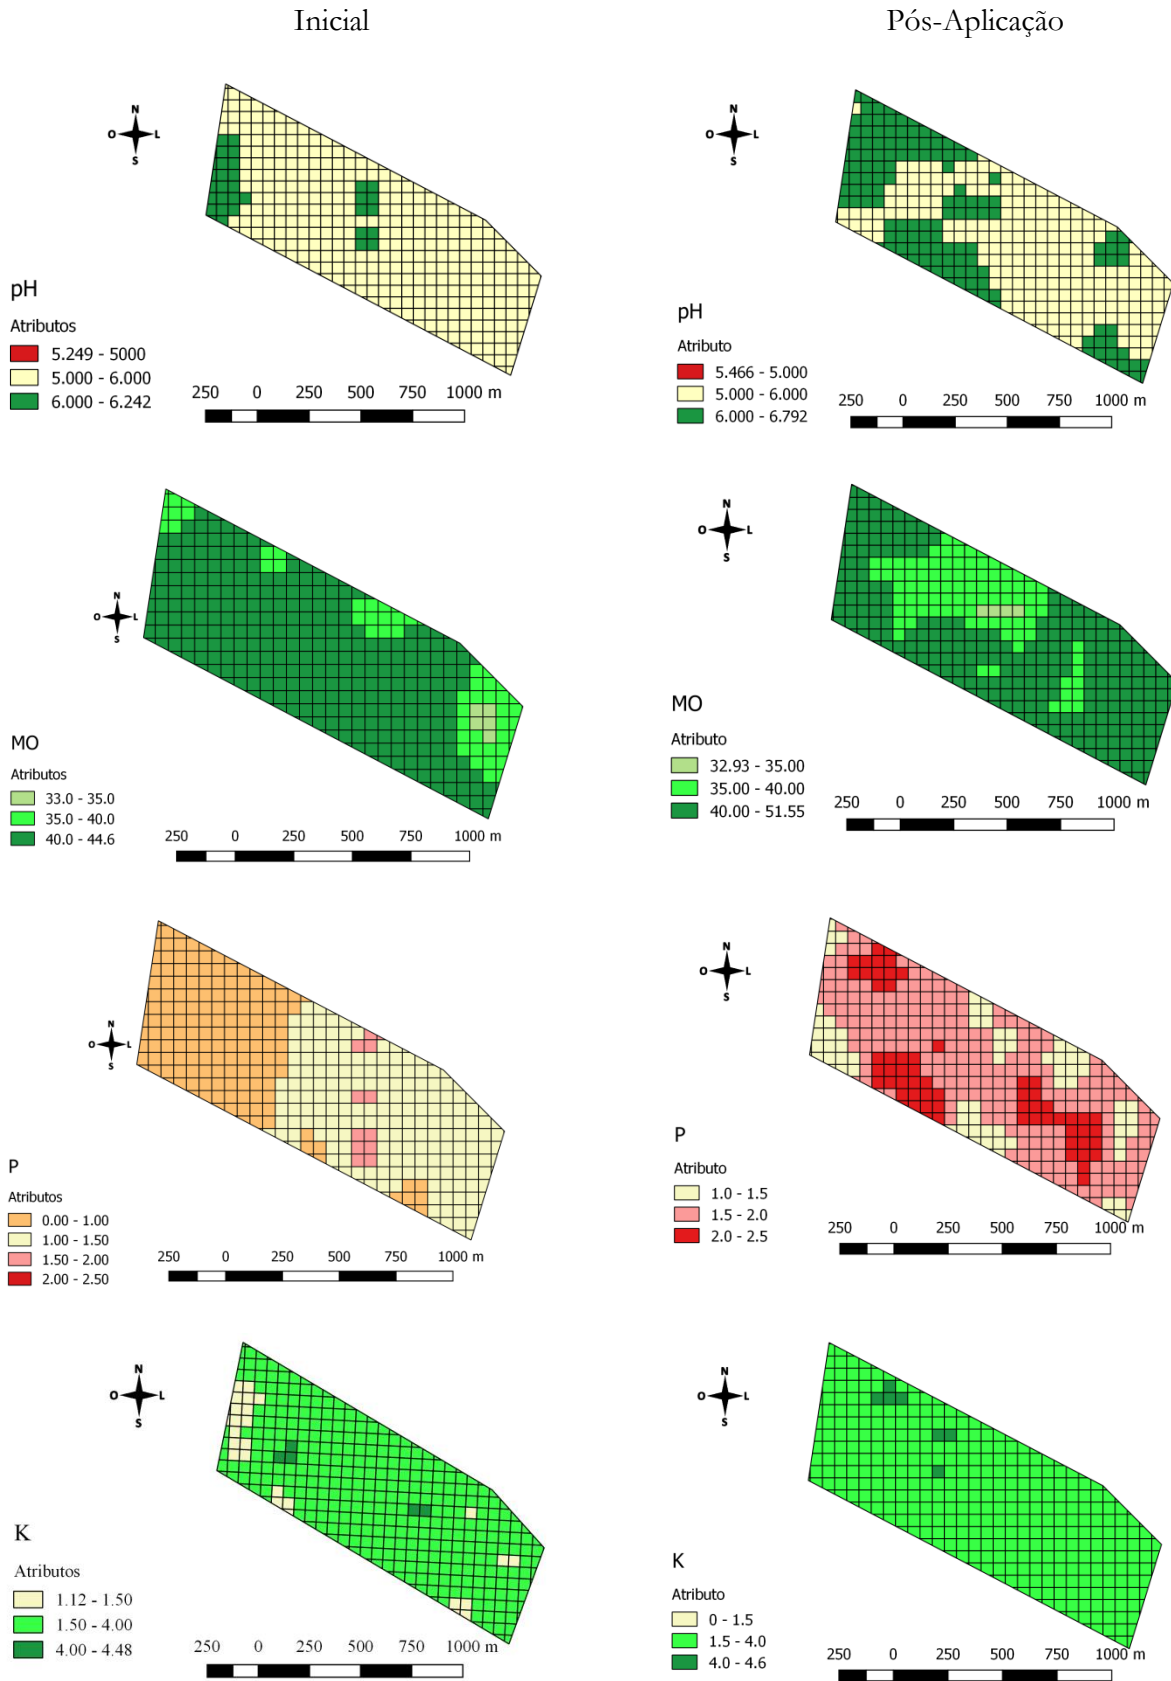 Inicial
Pós-Aplicação
N
O L
S
pH
Atributos
5.249 - 5000
5.000 - 6.000
6.000 - 6.242
250 0 250 500 750 1000 m
N
O L
S
pH
Atributo
5.466 - 5.000
5.000 - 6.000
6.000 - 6.792
250 0 250 500 750 1000 m
N
O L
S
MO
Atributos
33.0 - 35.0
35.0 - 40.0
40.0 - 44.6
250 0 250 500 750 1000 m
N
O L
S
MO
Atributo
32.93 - 35.00
35.00 - 40.00
40.00 - 51.55
250 0 250 500 750 1000 m
N
O L
S
P
Atributos
0.00 - 1.00
1.00 - 1.50
1.50 - 2.00
2.00 - 2.50
250 0 250 500 750 1000 m
N
O L
S
P
Atributo
1.0 - 1.5
1.5 - 2.0
2.0 - 2.5
250 0 250 500 750 1000 m
N
O L
S
K
Atributos
1.12 - 1.50
1.50 - 4.00
4.00 - 4.48
250 0 250 500 750 1000 m
N
O L
S
K
Atributo
0 - 1.5
1.5 - 4.0
4.0 - 4.6
250 0 250 500 750 1000 m